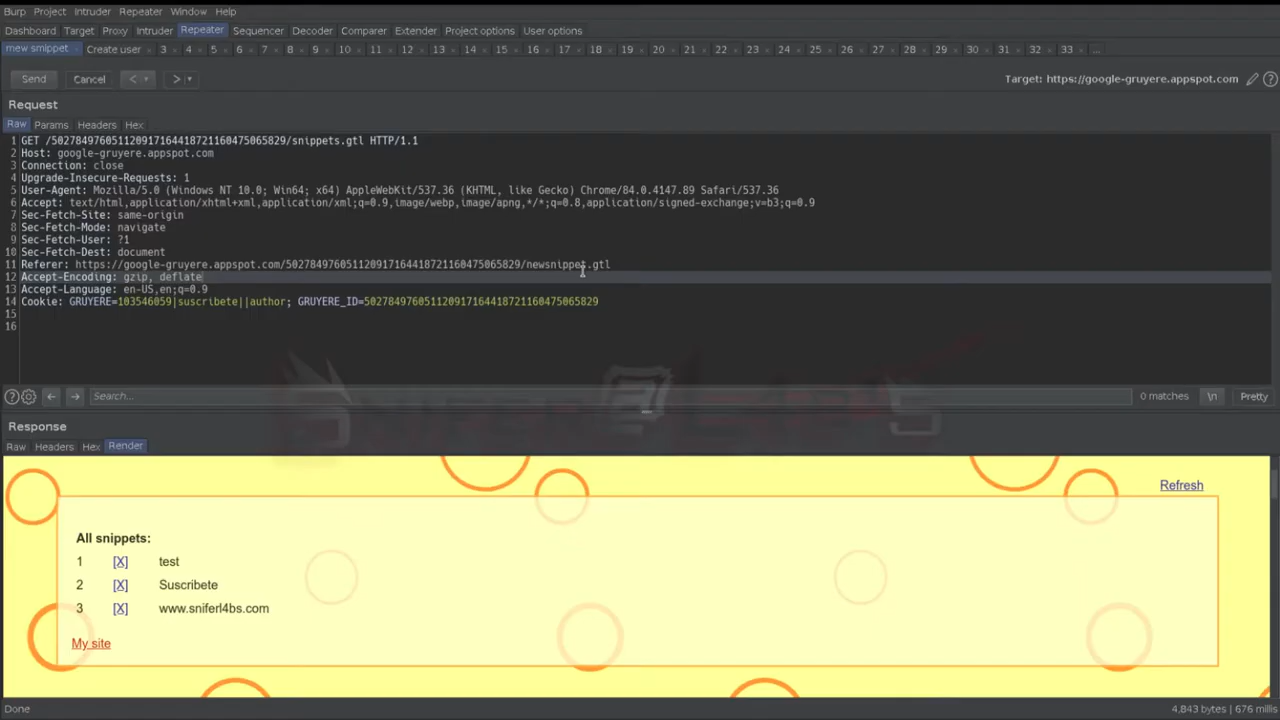 Burp Project Intruder Repeater Window Help
Dashboard Target Proxy Intruder Repeater Sequencer Decoder Comparer Extender Project options User options
mew snippet × Create user × 3 × 4 × 5 × 6 × 7 × 8 × 9 × 10 × 11 × 12 × 13 × 14 × 15 × 16 × 17 × 18 × 19 × 20 × 21 × 22 × 23 × 24 × 25 × 26 × 27 × 28 × 29 × 30 × 31 × 32 × 33 × ...
Send Cancel < > Target: https://google-gruyere.appspot.com ?
Request
Raw Params Headers Hex
1 GET /502784976051120917164418721160475065829/snippets.gtl HTTP/1.1
2 Host: google-gruyere.appspot.com
3 Connection: close
4 Upgrade-Insecure-Requests: 1
5 User-Agent: Mozilla/5.0 (Windows NT 10.0; Win64; x64) AppleWebKit/537.36 (KHTML, like Gecko) Chrome/84.0.4147.89 Safari/537.36
6 Accept: text/html,application/xhtml+xml,application/xml;q=0.9,image/webp,image/apng,*/*;q=0.8,application/signed-exchange;v=b3;q=0.9
7 Sec-Fetch-Site: same-origin
8 Sec-Fetch-Mode: navigate
9 Sec-Fetch-User: ?1
10 Sec-Fetch-Dest: document
11 Referer: https://google-gruyere.appspot.com/502784976051120917164418721160475065829/newsnippet.gtl
12 Accept-Encoding: gzip, deflate
13 Accept-Language: en-US,en;q=0.9
14 Cookie: GRUYERE=103546059|suscribete||author; GRUYERE_ID=502784976051120917164418721160475065829
15
16
? Search... 0 matches \n Pretty
Response
Raw Headers Hex Render
Refresh
All snippets:
1 [X] test
2 [X] Suscribete
3 [X] www.sniferl4bs.com
My site
Done 4,843 bytes | 676 millis